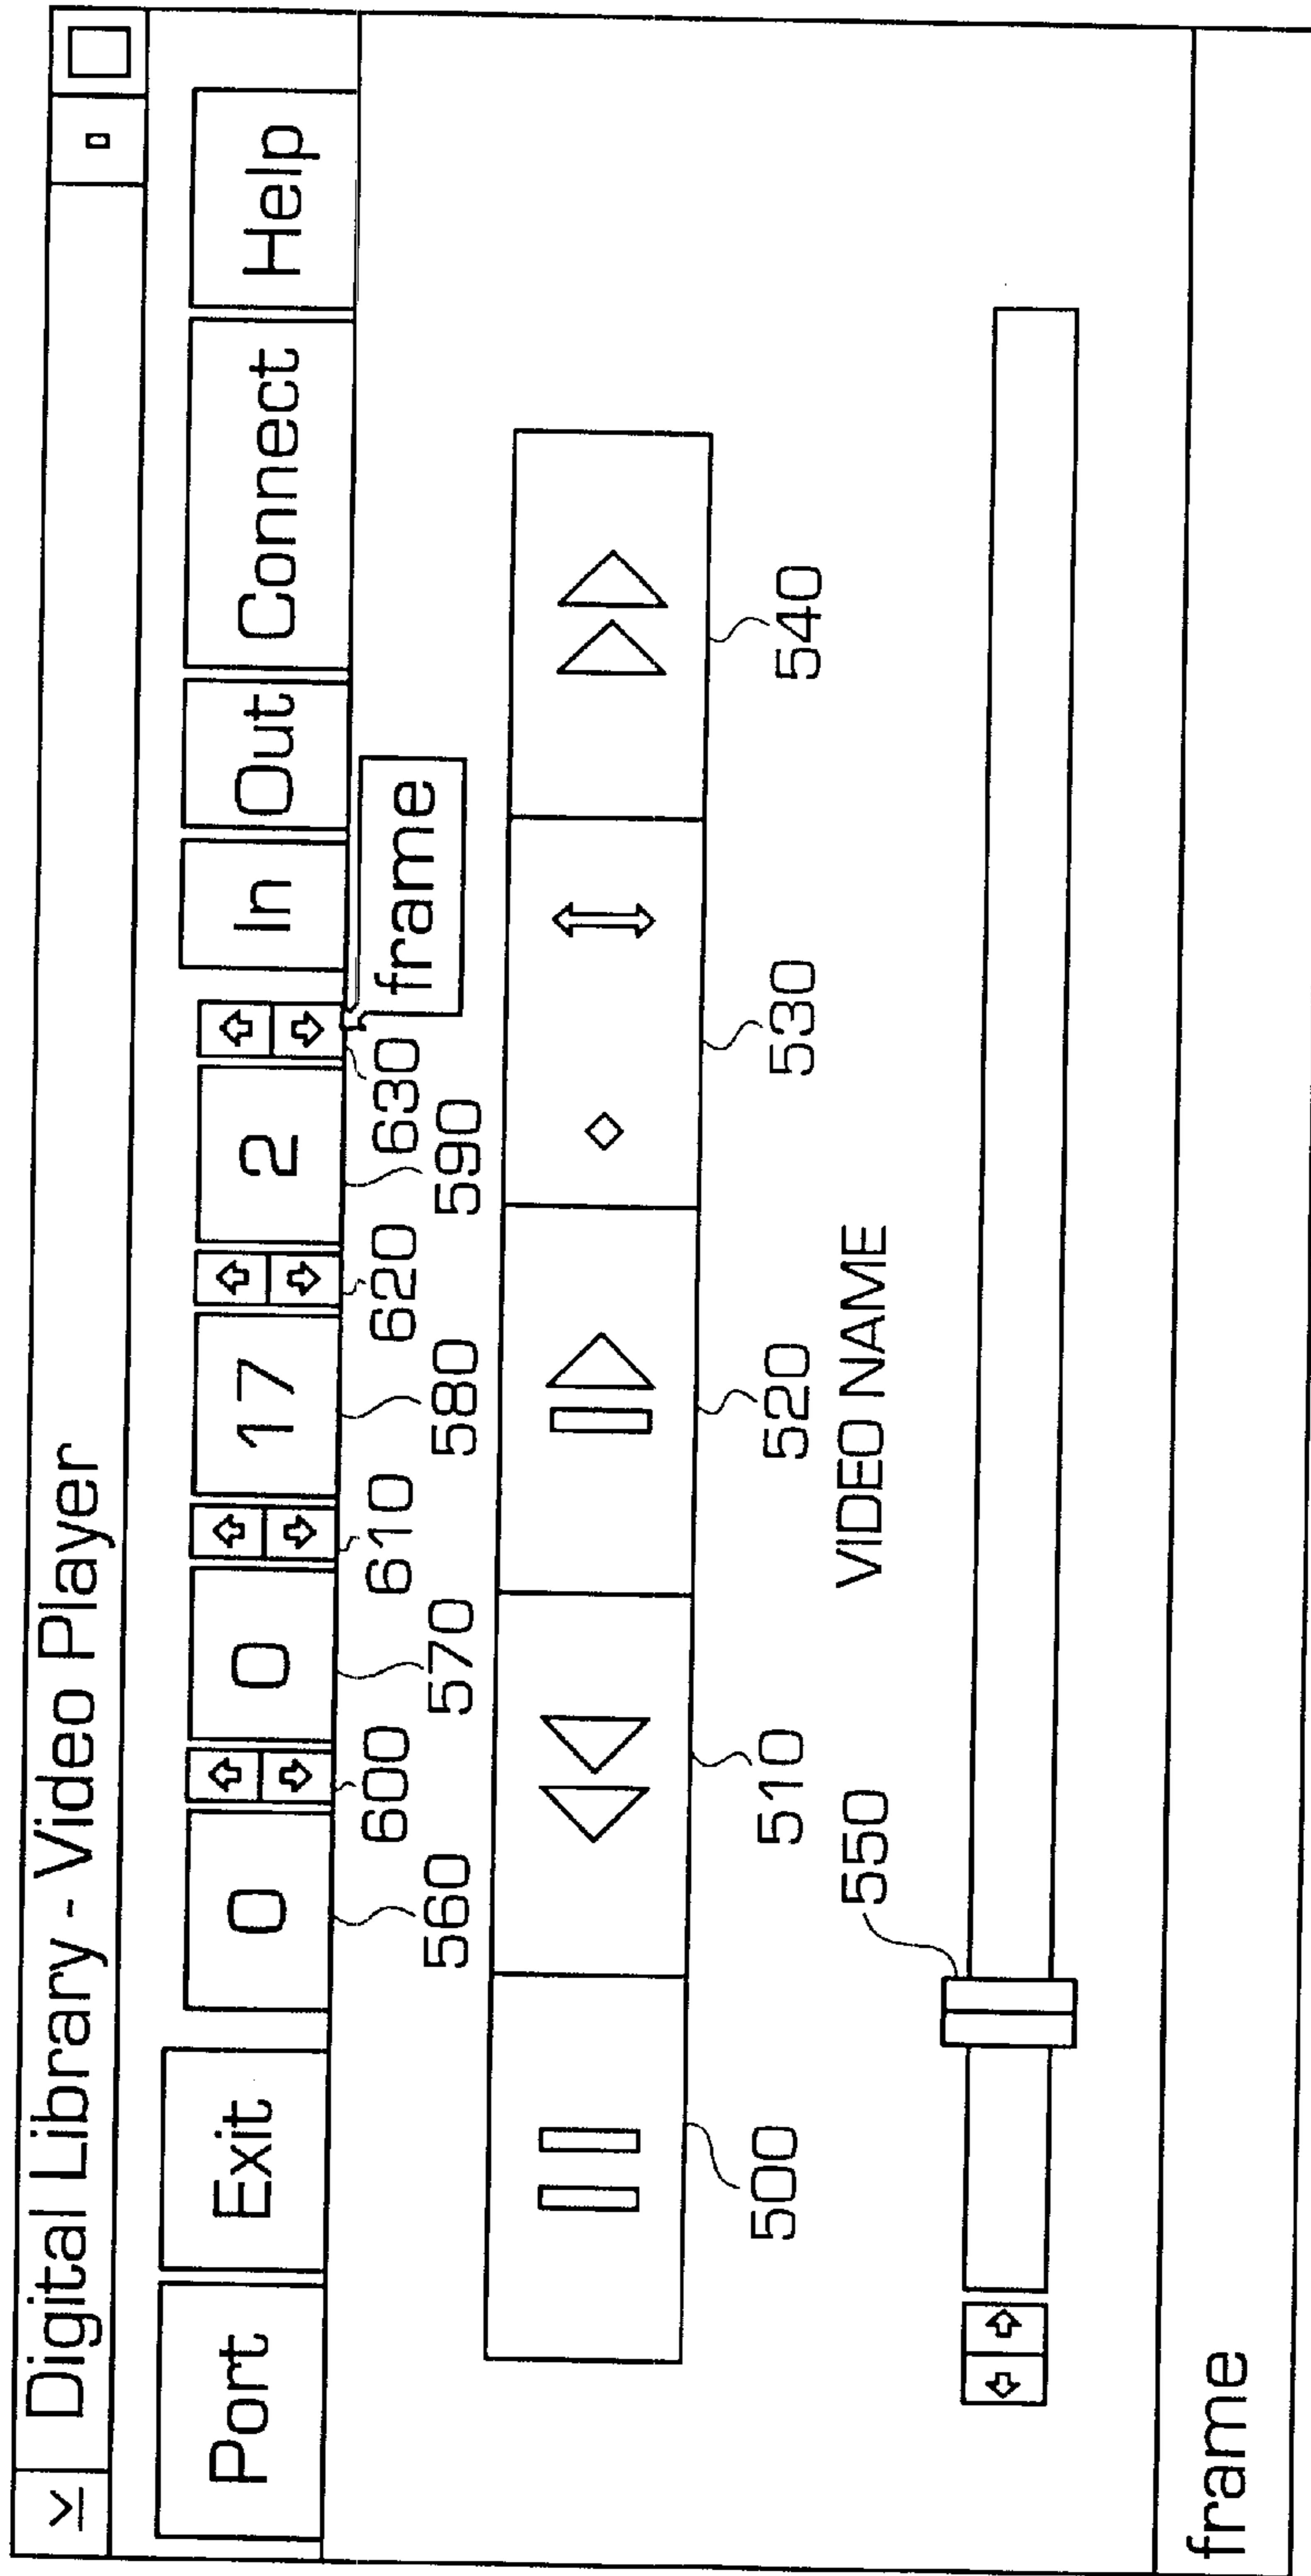 Digital Library - Video Player
Port Exit 0 0 17 2 In Out Connect Help
600 610 620 630 frame
560 570 580 590
500 510 520 530 540
VIDEO NAME
550
frame